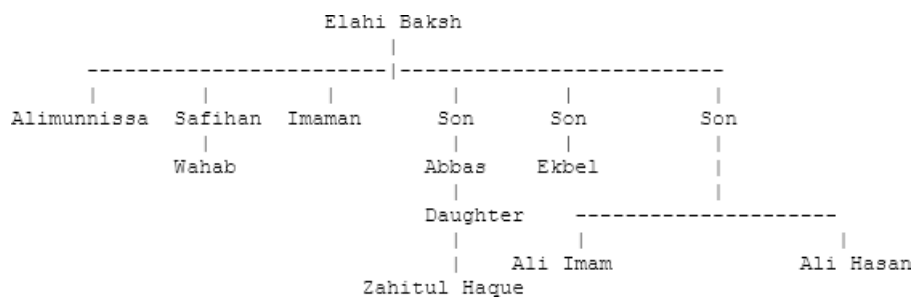 Elahi Baksh
Alimunnissa Safihan Imaman Son Son Son
Wahab Abbas Ekbel
Daughter
Ali Imam Ali Hasan
Zahitul Haque